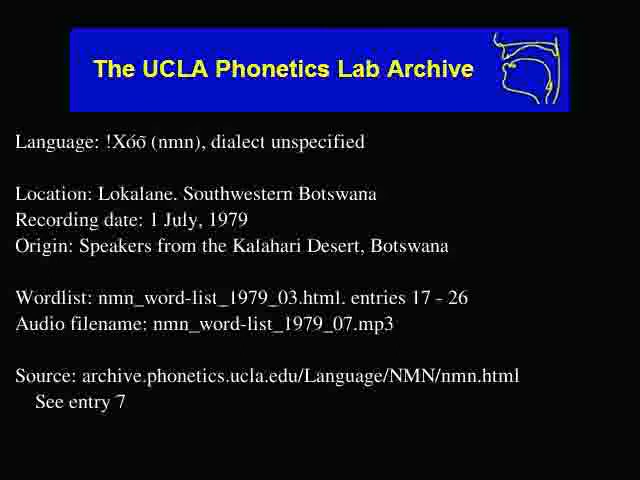 The UCLA Phonetics Lab Archive
Language: !Xóõ (nmn), dialect unspecified
Location: Lokalane. Southwestern Botswana
Recording date: 1 July, 1979
Origin: Speakers from the Kalahari Desert, Botswana
Wordlist: nmn_word-list_1979_03.html. entries 17 - 26
Audio filename: nmn_word-list_1979_07.mp3
Source: archive.phonetics.ucla.edu/Language/NMN/nmn.html
See entry 7